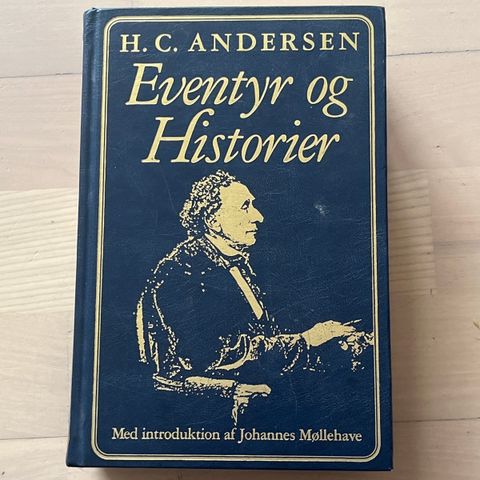 H. C. ANDERSEN
Eventyr og
Historier
Med introduktion af Johannes Møllehave